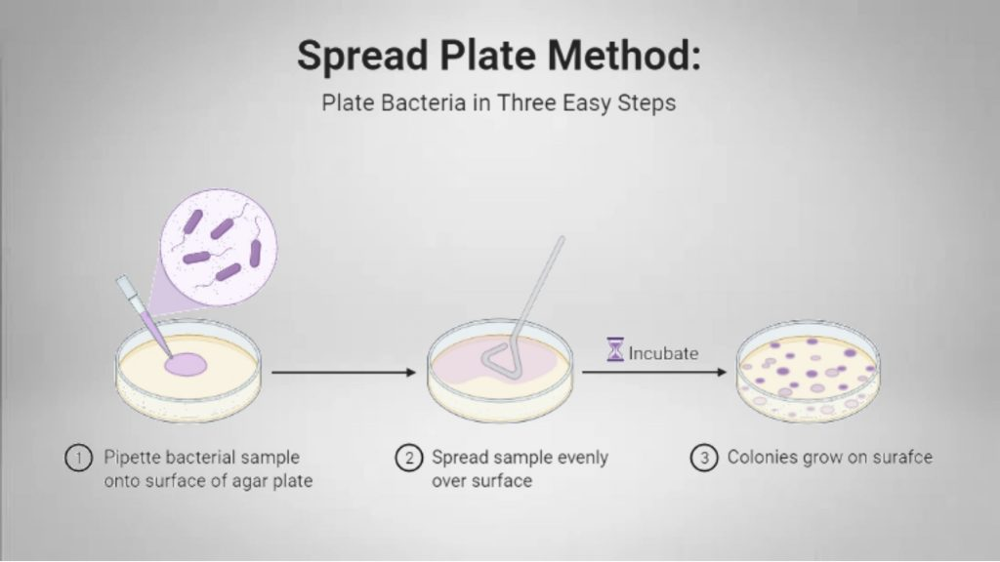 Spread Plate Method:
Plate Bacteria in Three Easy Steps
Incubate
1 Pipette bacterial sample
onto surface of agar plate
2 Spread sample evenly
over surface
3 Colonies grow on surafce